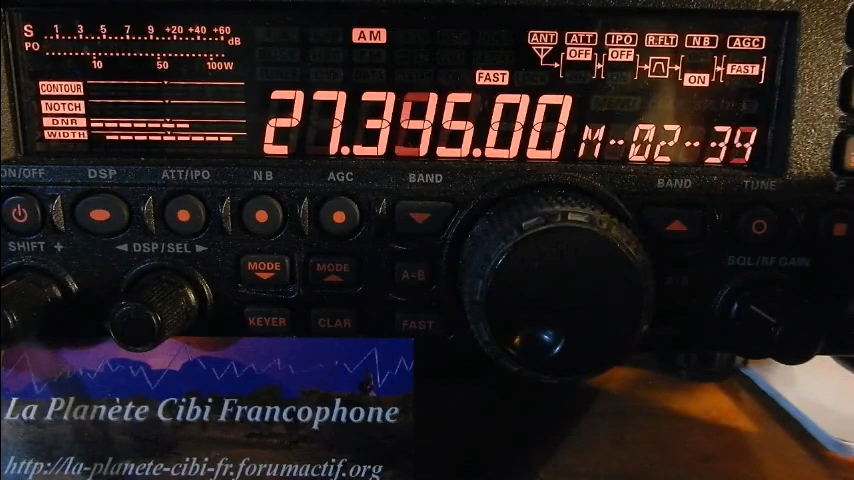 S 1 3 5 7 9 +20 +40 +60 dB
PO 10 50 100W
AM
ANT ATT IPO R.FLT NB AGC
OFF OFF ON FAST
CONTOUR
NOTCH
DNR
WIDTH
FAST
27.345.00 M-02-34
ON/OFF DSP ATT/IPO NB AGC BAND BAND TUNE F
SHIFT + DSP/SEL MODE MODE A=B SQL/RF GAIN
KEYER CLAR FAST
La Planète Cibi Francophone
http://la-planete-cibi-fr.forumactif.org